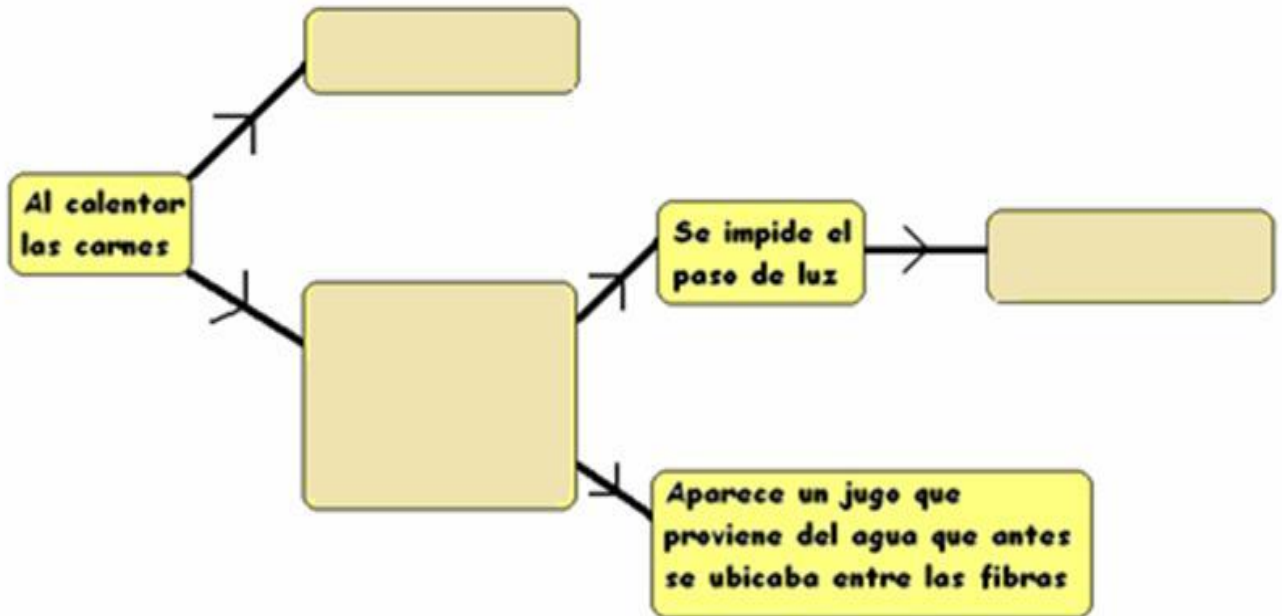 Al calentar
las carnes
Se impide el
paso de luz
Aparece un jugo que
proviene del agua que antes
se ubicaba entre las fibras